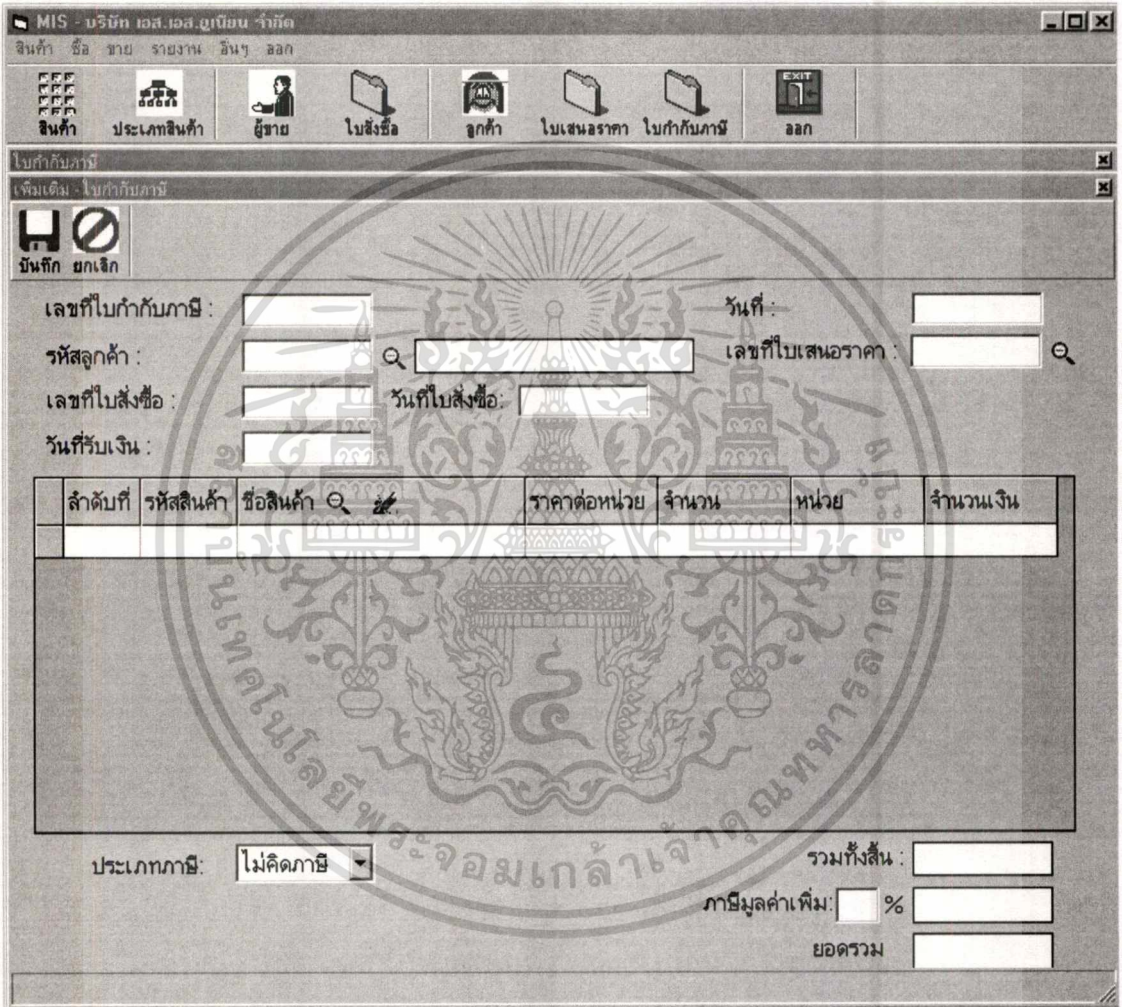 MIS - บริษัท เอส.เอส.ยูเนียน จำกัด
สินค้า ซื้อ ขาย รายงาน อื่นๆ ออก
EXIT
สินค้า ประเภทสินค้า ผู้ขาย ใบสั่งซื้อ ลูกค้า ใบเสนอราคา ใบกำกับภาษี ออก
ใบกำกับภาษี
เพิ่มเติม - ใบกำกับภาษี
บันทึก ยกเลิก
เลขที่ใบกำกับภาษี : วันที่ :
รหัสลูกค้า : เลขที่ใบเสนอราคา :
เลขที่ใบสั่งซื้อ : วันที่ใบสั่งซื้อ:
วันที่รับเงิน :
ลำดับที่ รหัสสินค้า ชื่อสินค้า ราคาต่อหน่วย จำนวน หน่วย จำนวนเงิน
ประเภทภาษี: ไม่คิดภาษี รวมทั้งสิ้น :
ภาษีมูลค่าเพิ่ม: %
ยอดรวม
สถาบันเทคโนโลยีพระจอมเกล้าเจ้าคุณทหารลาดกระบัง